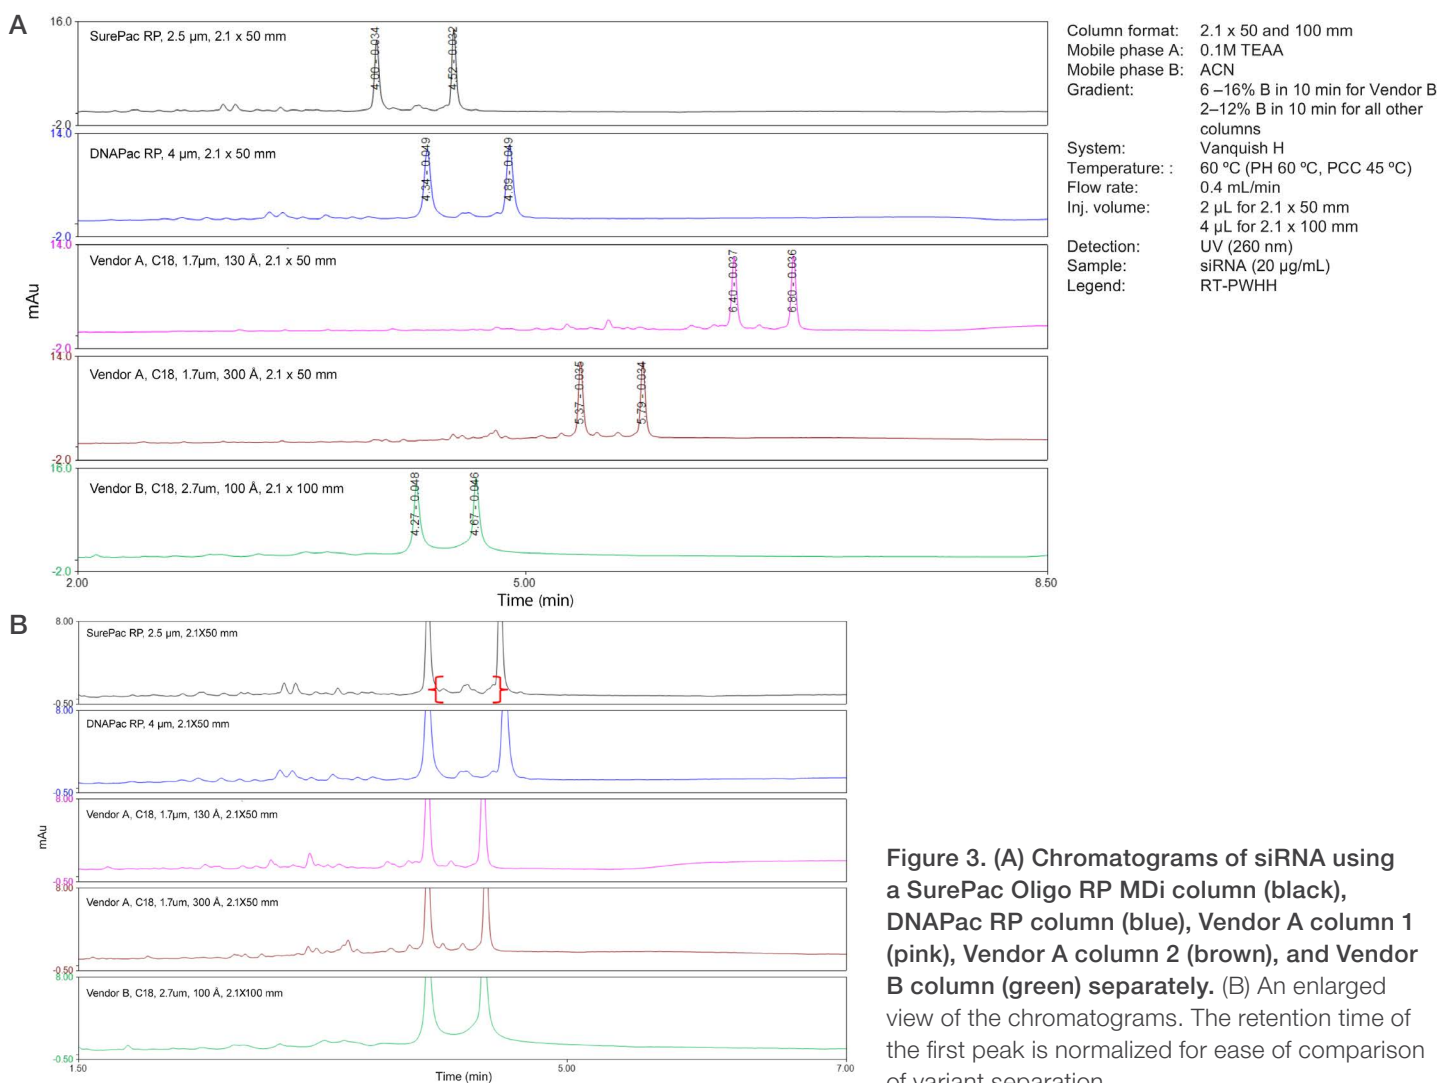 A
16.0
SurePac RP, 2.5 µm, 2.1 x 50 mm
4.00 - 0.034
4.52 - 0.032
-2.0
14.0
DNAPac RP, 4 µm, 2.1 x 50 mm
4.34 - 0.049
4.89 - 0.049
-2.0
14.0
Vendor A, C18, 1.7µm, 130 Å, 2.1 x 50 mm
6.40 - 0.037
6.80 - 0.036
mAu
-2.0
14.0
Vendor A, C18, 1.7um, 300 Å, 2.1 x 50 mm
5.37 - 0.035
5.79 - 0.034
-2.0
16.0
Vendor B, C18, 2.7um, 100 Å, 2.1 x 100 mm
4.27 - 0.048
4.67 - 0.046
-2.0
2.00
5.00
8.50
Time (min)
Column format: 2.1 x 50 and 100 mm
Mobile phase A: 0.1M TEAA
Mobile phase B: ACN
Gradient: 6 –16% B in 10 min for Vendor B
2–12% B in 10 min for all other
columns
System: Vanquish H
Temperature: : 60 ºC (PH 60 ºC, PCC 45 ºC)
Flow rate: 0.4 mL/min
Inj. volume: 2 µL for 2.1 x 50 mm
4 µL for 2.1 x 100 mm
Detection: UV (260 nm)
Sample: siRNA (20 µg/mL)
Legend: RT-PWHH
B
8.00
SurePac RP, 2.5 µm, 2.1X50 mm
-0.50
8.00
DNAPac RP, 4 µm, 2.1X50 mm
-0.50
8.00
Vendor A, C18, 1.7µm, 130 Å, 2.1X50 mm
mAu
-0.50
8.00
Vendor A, C18, 1.7um, 300 Å, 2.1X50 mm
-0.50
8.00
Vendor B, C18, 2.7um, 100 Å, 2.1X100 mm
-0.50
1.50
5.00
7.00
Time (min)
Figure 3. (A) Chromatograms of siRNA using
a SurePac Oligo RP MDi column (black),
DNAPac RP column (blue), Vendor A column 1
(pink), Vendor A column 2 (brown), and Vendor
B column (green) separately. (B) An enlarged
view of the chromatograms. The retention time of
the first peak is normalized for ease of comparison
of variant separation